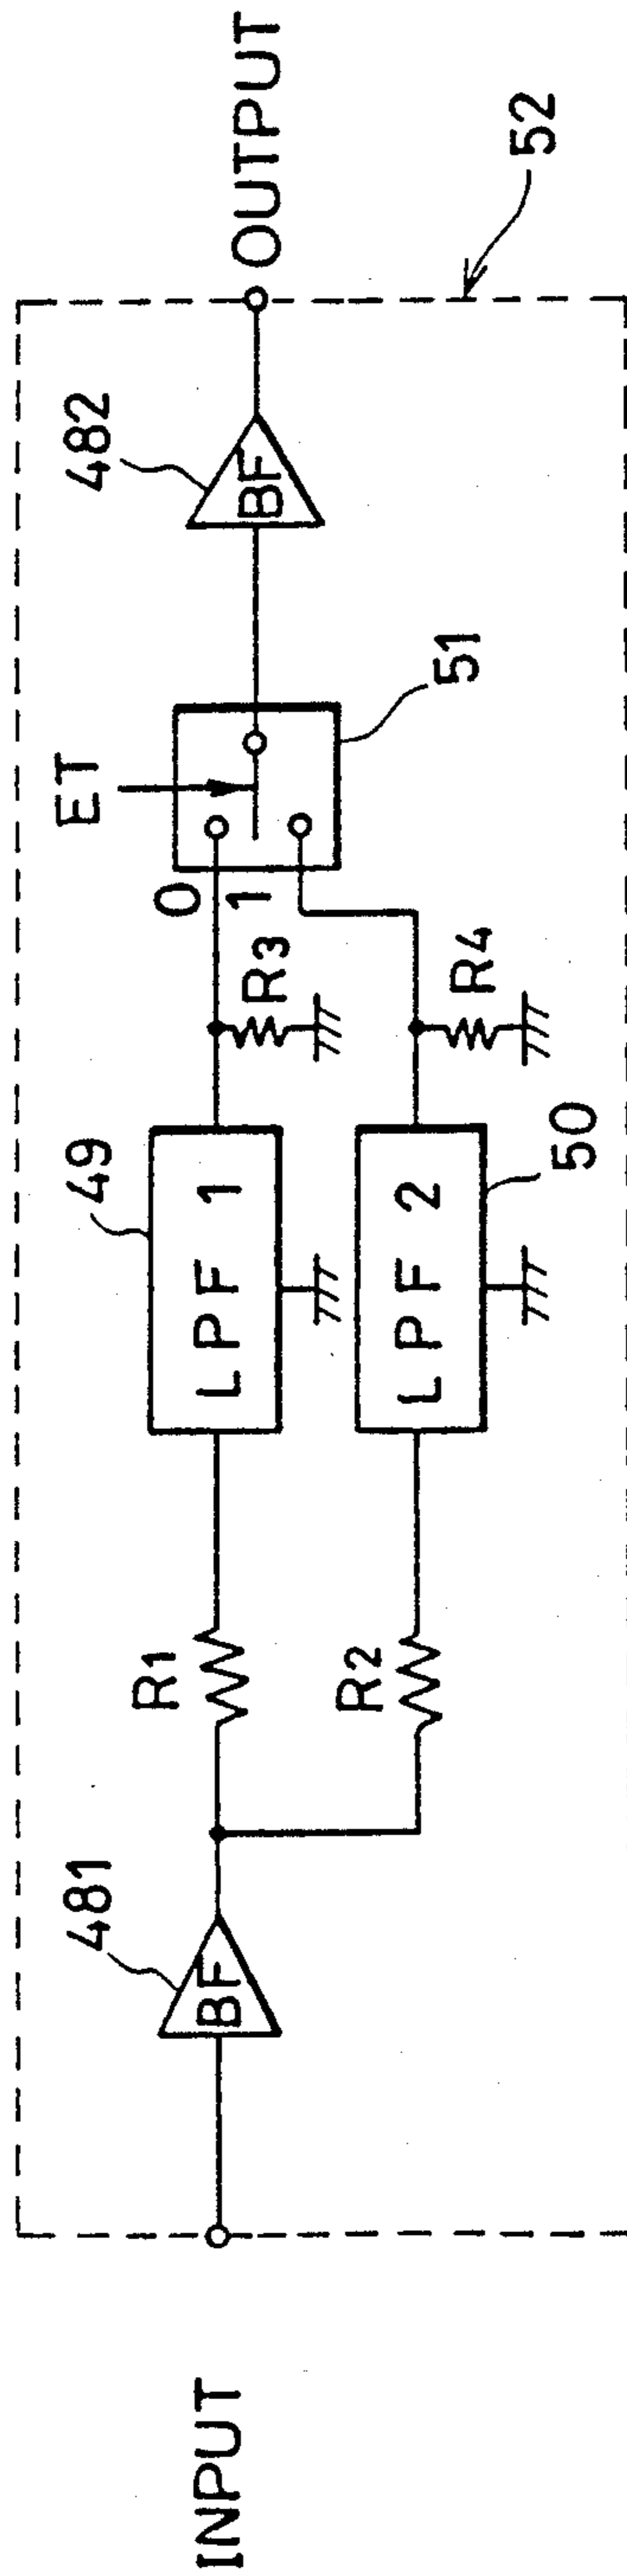 INPUT
481
BF
R1
R2
49
LPF 1
LPF 2
50
R3
R4
0
1
ET
51
482
BF
OUTPUT
52